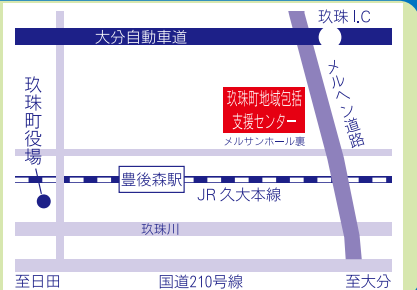 玖珠 I.C
大分自動車道
メルヘン道路
玖珠町役場
玖珠町地域包括
支援センター
メルサンホール裏
豊後森駅
JR 久大本線
玖珠川
至日田
国道210号線
至大分